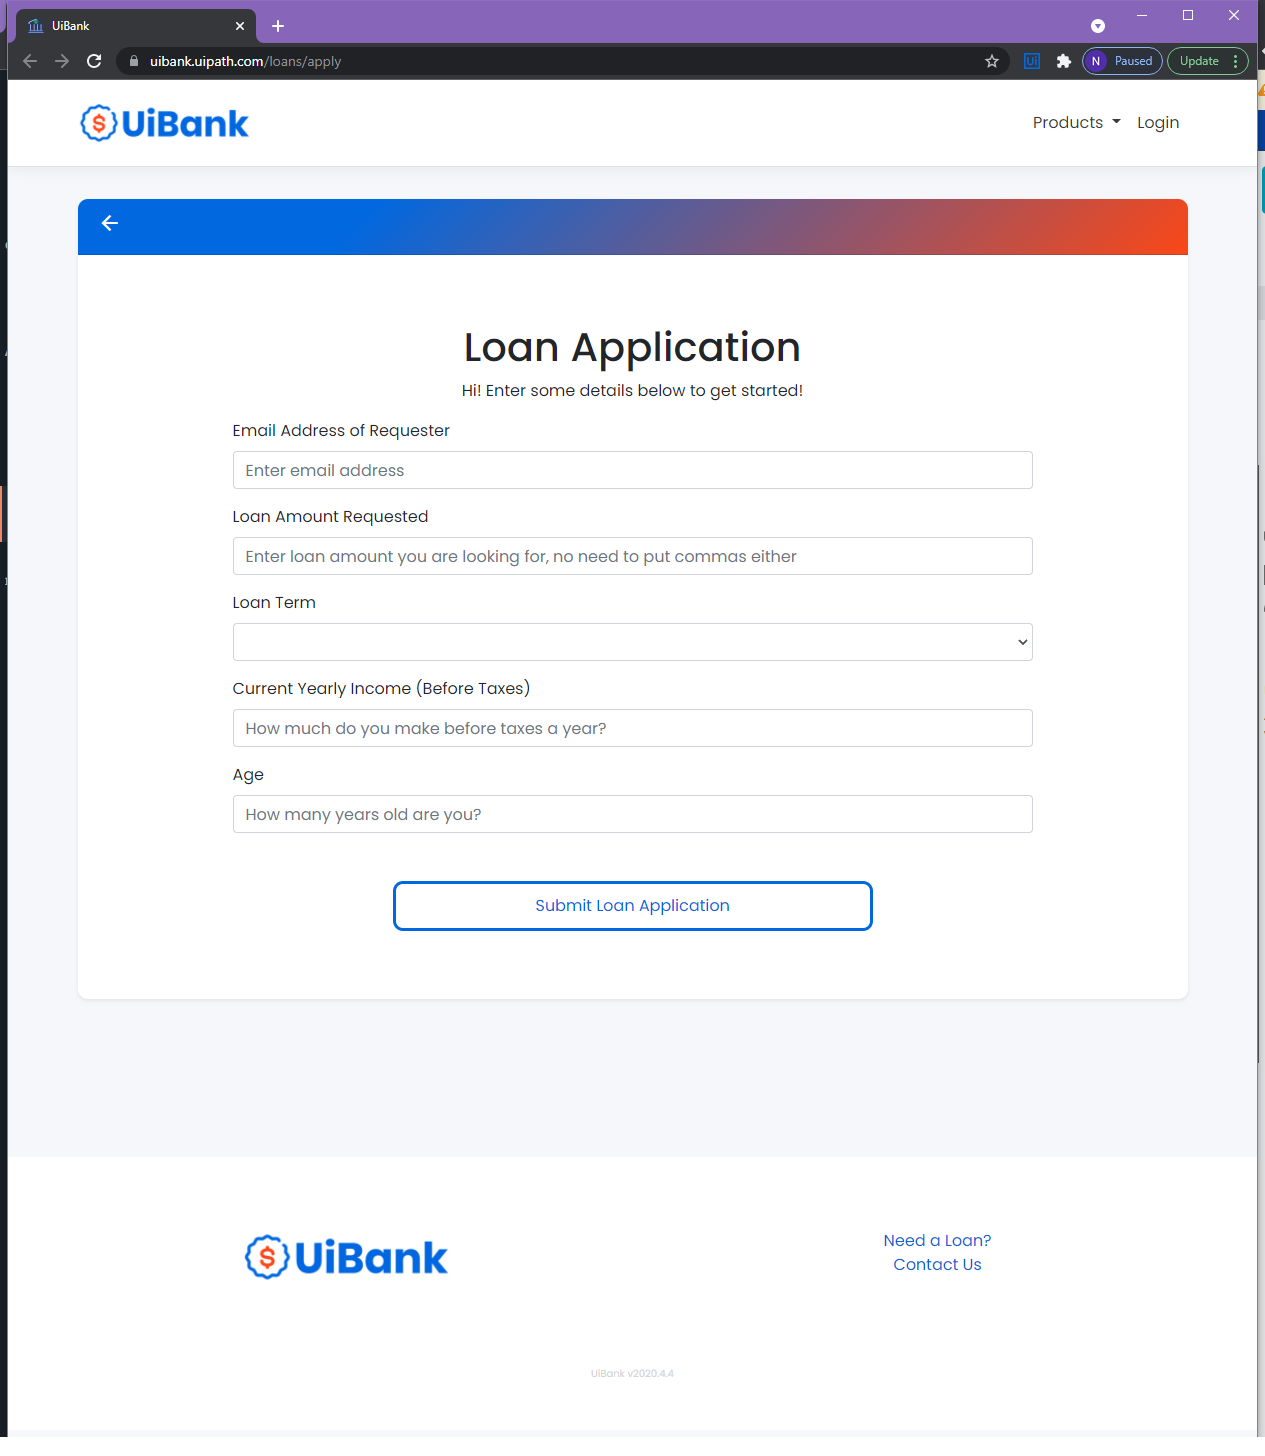 UiBank
uibank.uipath.com/loans/apply
Ui
N Paused
Update
$ UiBank
Products
Login
Loan Application
Hi! Enter some details below to get started!
Email Address of Requester
Enter email address
Loan Amount Requested
Enter loan amount you are looking for, no need to put commas either
Loan Term
Current Yearly Income (Before Taxes)
How much do you make before taxes a year?
Age
How many years old are you?
Submit Loan Application
$ UiBank
Need a Loan?
Contact Us
UiBank v2020.4.4